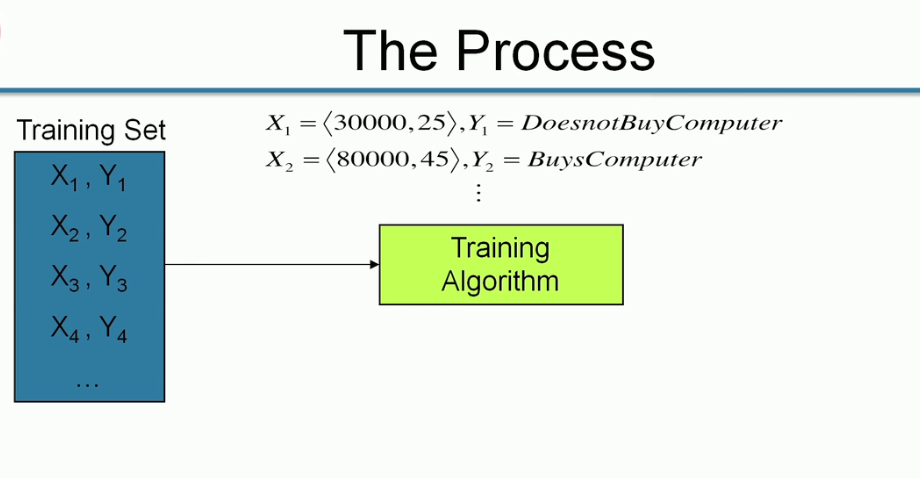 The Process
Training Set
X₁ = ⟨30000, 25⟩, Y₁ = DoesnotBuyComputer
X₂ = ⟨80000, 45⟩, Y₂ = BuysComputer
⋮
X₁ , Y₁
X₂ , Y₂
X₃ , Y₃
X₄ , Y₄
...
Training
Algorithm